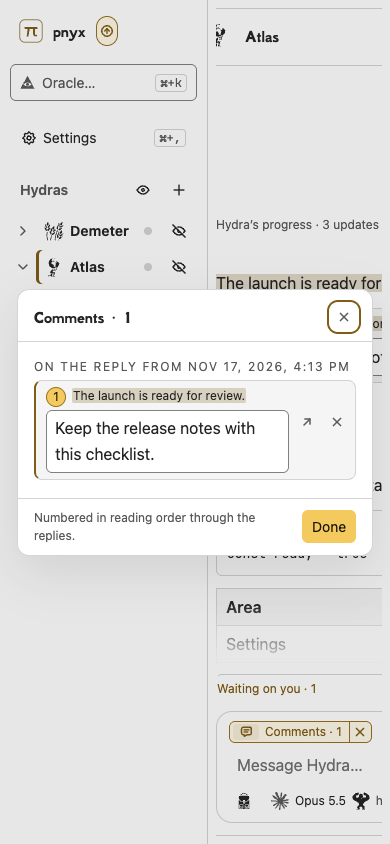 pnyx
Atlas
Oracle...
⌘+k
Settings
⌘+,
Hydras
Hydra's progress · 3 updates
Demeter
Atlas
The launch is ready for
Comments · 1
ON THE REPLY FROM NOV 17, 2026, 4:13 PM
1 The launch is ready for review.
Keep the release notes with
this checklist.
Numbered in reading order through the
replies.
Done
Area
Settings
Waiting on you · 1
Comments · 1
Message Hydra...
Opus 5.5
h